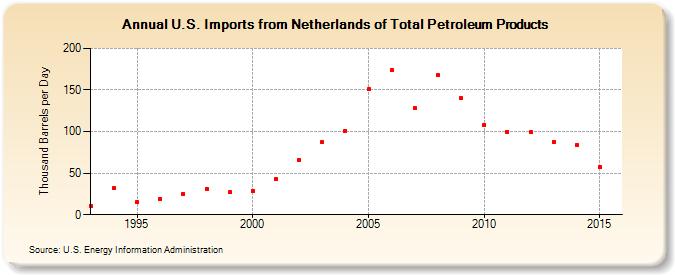 Annual U.S. Imports from Netherlands of Total Petroleum Products
Thousand Barrels per Day
200
150
100
50
0
1995 2000 2005 2010 2015
Source: U.S. Energy Information Administration